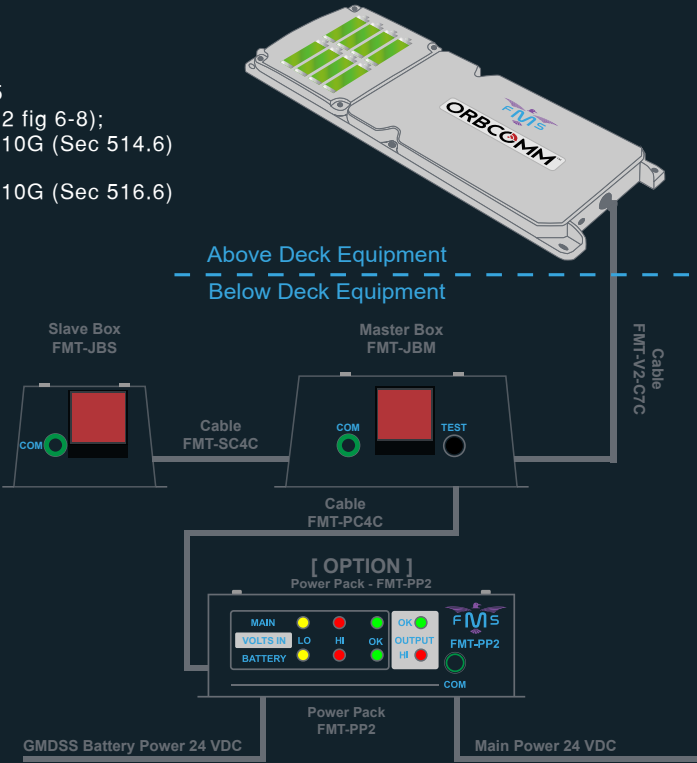 5
2 fig 6-8);
10G (Sec 514.6)
10G (Sec 516.6)
FMS
ORBCOMM
Above Deck Equipment
Below Deck Equipment
Slave Box
FMT-JBS
Master Box
FMT-JBM
Cable
FMT-V2-C7C
COM
Cable
FMT-SC4C
COM
TEST
Cable
FMT-PC4C
[ OPTION ]
Power Pack - FMT-PP2
MAIN
VOLTS IN LO HI OK
BATTERY
OK
OUTPUT
HI
FMS
FMT-PP2
COM
Power Pack
FMT-PP2
GMDSS Battery Power 24 VDC
Main Power 24 VDC